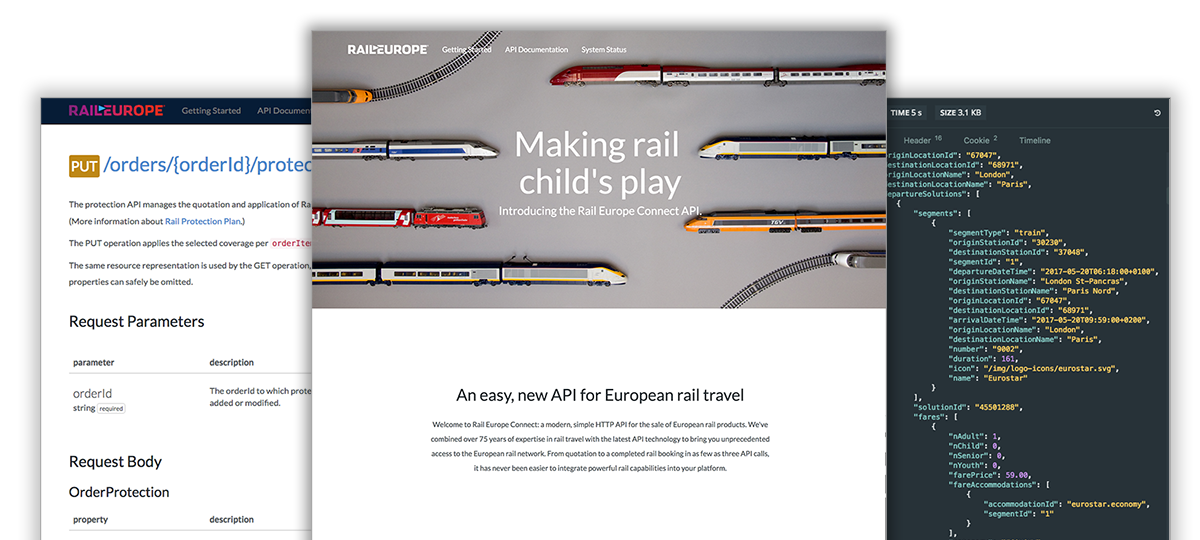 RAILEUROPE
Getting Started
API Documentation
System Status
Making rail
child's play
Introducing the Rail Europe Connect API.
TGV
An easy, new API for European rail travel
Welcome to Rail Europe Connect: a modern, simple HTTP API for the sale of European rail products. We've
combined over 75 years of expertise in rail travel with the latest API technology to bring you unprecedented
access to the European rail network. From quotation to a completed rail booking in as few as three API calls,
it has never been easier to integrate powerful rail capabilities into your platform.
RAILEUROPE
Getting Started
API Documen
PUT /orders/{orderId}/protec
The protection API manages the quotation and application of Ra
(More information about Rail Protection Plan.)
The PUT operation applies the selected coverage per orderItem
The same resource representation is used by the GET operation,
properties can safely be omitted.
Request Parameters
parameter description
orderId The orderId to which prote
string required added or modified.
Request Body
OrderProtection
property description
TIME 5 s SIZE 3.1 KB
Header 16 Cookie 2 Timeline
originLocationId": "67047",
destinationLocationId": "68971",
originLocationName": "London",
destinationLocationName": "Paris",
departureSolutions": [
{
"segments": [
{
"segmentType": "train",
"originStationId": "30230",
"destinationStationId": "37048",
"segmentId": "1",
"departureDateTime": "2017-05-20T06:18:00+0100",
"originStationName": "London St-Pancras",
"destinationStationName": "Paris Nord",
"originLocationId": "67047",
"destinationLocationId": "68971",
"arrivalDateTime": "2017-05-20T09:59:00+0200",
"originLocationName": "London",
"destinationLocationName": "Paris",
"number": "9002",
"duration": 161,
"icon": "/img/logo-icons/eurostar.svg",
"name": "Eurostar"
}
],
"solutionId": "45501288",
"fares": [
{
"nAdult": 1,
"nChild": 0,
"nSenior": 0,
"nYouth": 0,
"farePrice": 59.00,
"fareAccommodations": [
{
"accommodationId": "eurostar.economy",
"segmentId": "1"
}
],